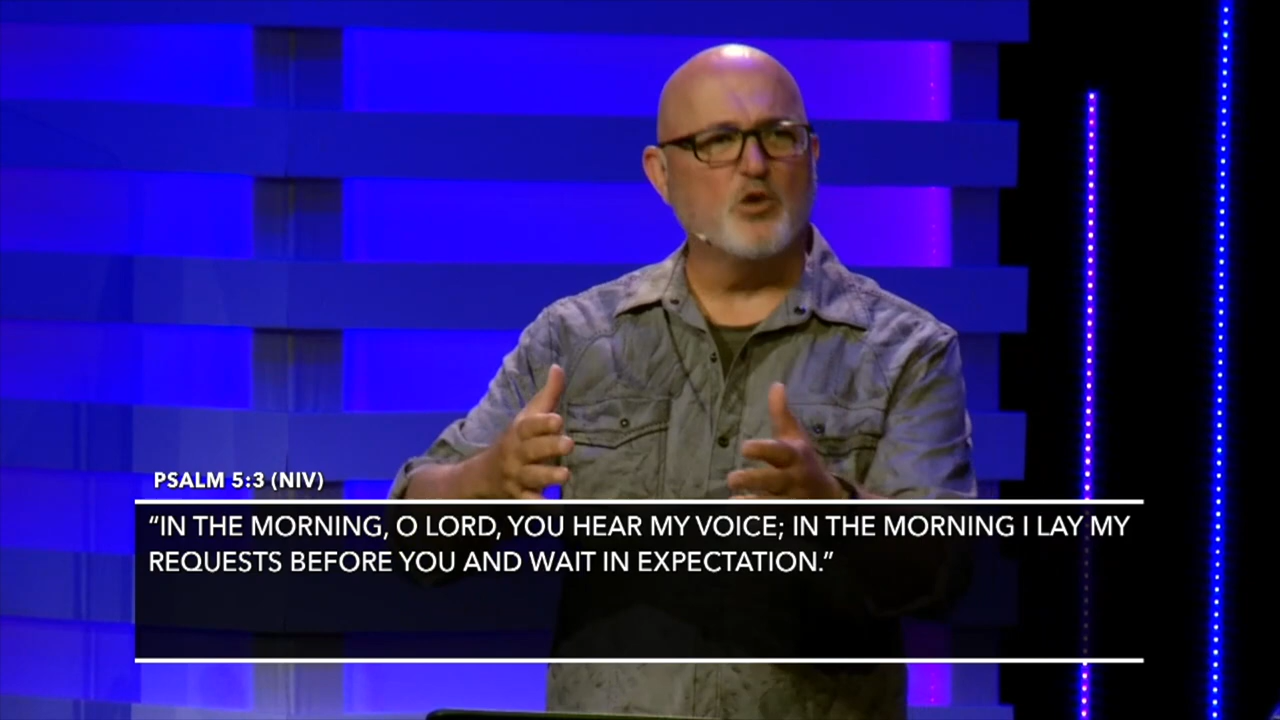 PSALM 5:3 (NIV)
“IN THE MORNING, O LORD, YOU HEAR MY VOICE; IN THE MORNING I LAY MY
REQUESTS BEFORE YOU AND WAIT IN EXPECTATION.”